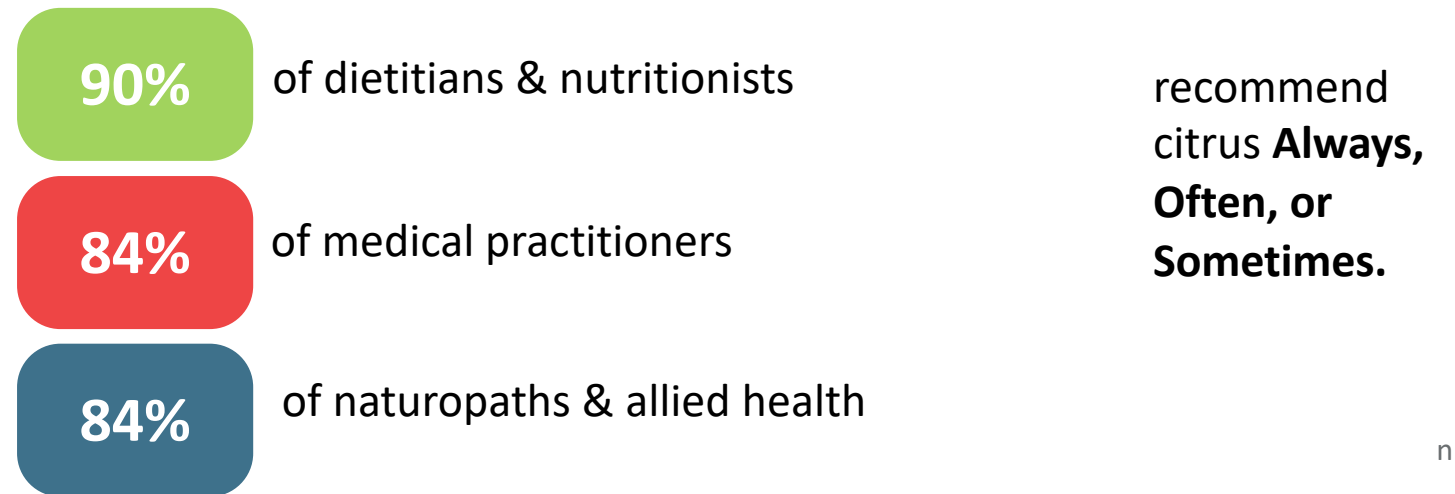 90% of dietitians & nutritionists
84% of medical practitioners
84% of naturopaths & allied health
recommend
citrus Always,
Often, or
Sometimes.
n